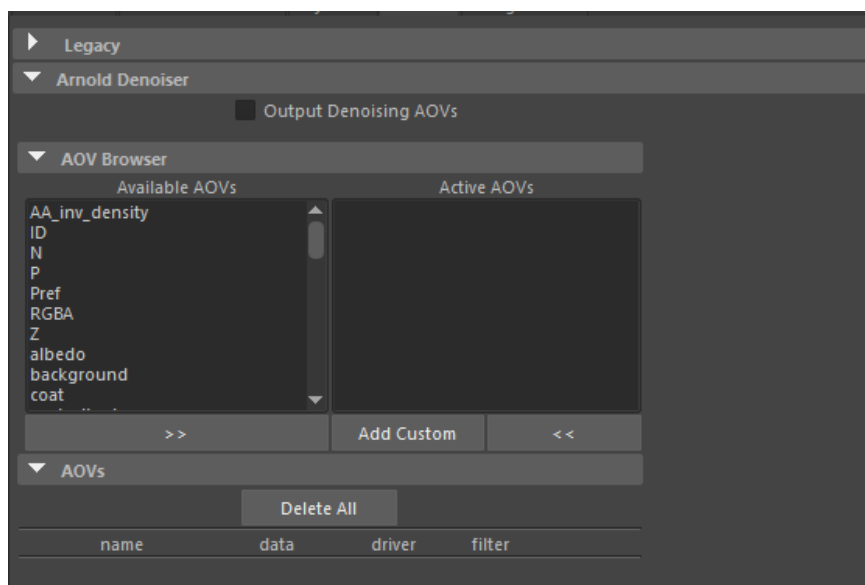 Legacy
Arnold Denoiser
Output Denoising AOVs
AOV Browser
Available AOVs
Active AOVs
AA_inv_density
ID
N
P
Pref
RGBA
Z
albedo
background
coat
>>
Add Custom
<<
AOVs
Delete All
name data driver filter